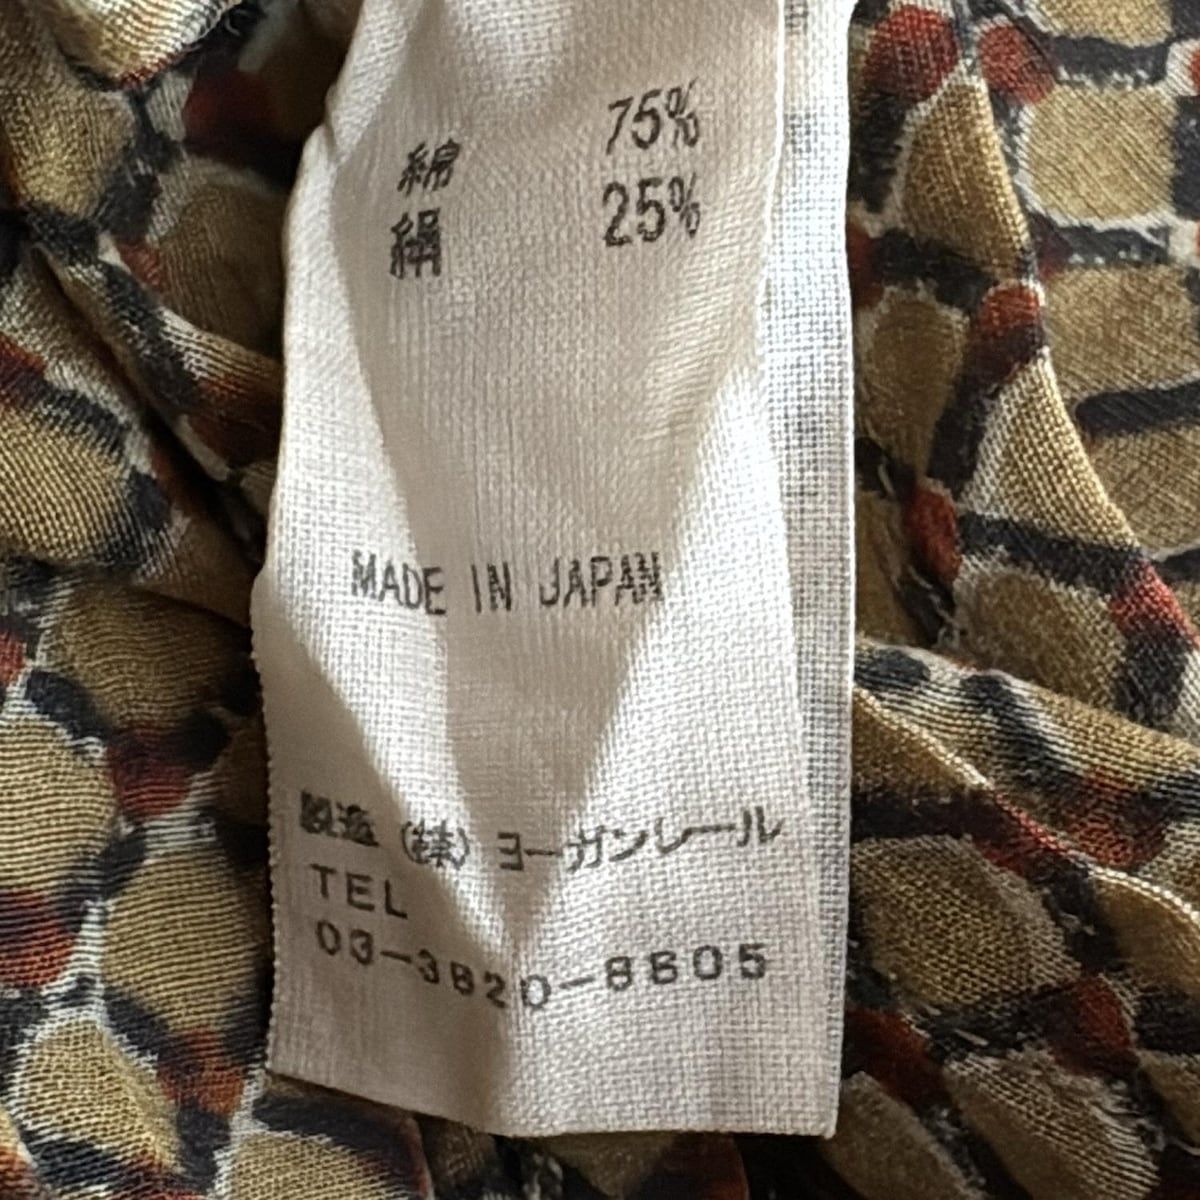 綿 75%
絹 25%
MADE IN JAPAN
製造 (株) ヨーガンレール
TEL
03-3820-8805